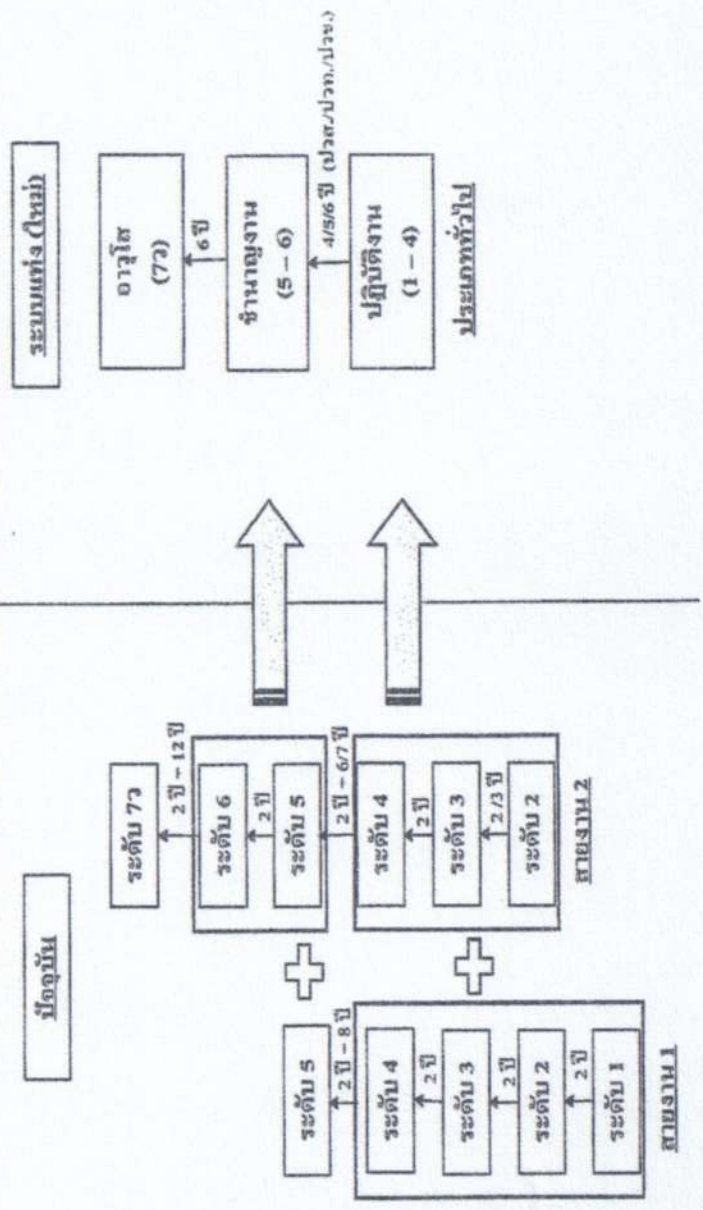 ปัจจุบัน
ระดับ 5
2 ปี – 8 ปี
ระดับ 4
2 ปี
ระดับ 3
2 ปี
ระดับ 2
2 ปี
ระดับ 1
สายงาน 1
ระดับ 7ว
2 ปี – 12 ปี
ระดับ 6
2 ปี
ระดับ 5
2 ปี – 6/7 ปี
ระดับ 4
2 ปี
ระดับ 3
2 /3 ปี
ระดับ 2
สายงาน 2
ระบบแท่ง (ใหม่)
อาวุโส
(7ว)
6 ปี
ชำนาญงาน
(5 – 6)
4/5/6 ปี (ปวส./ปวท./ปวช.)
ปฏิบัติงาน
(1 – 4)
ประเภททั่วไป